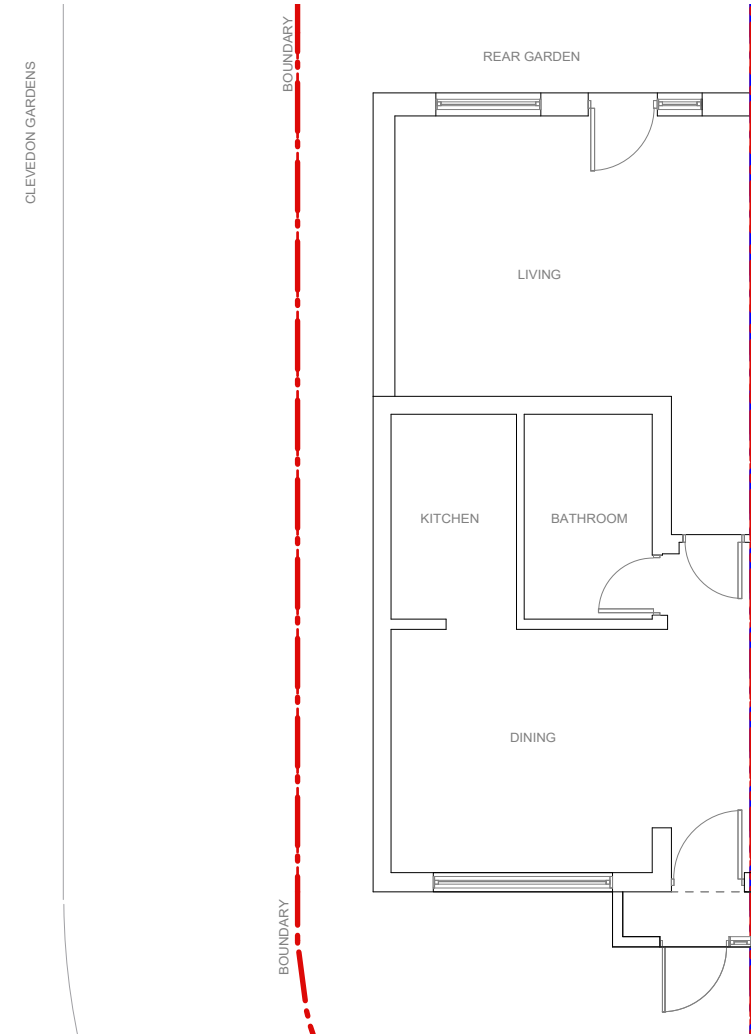 BOUNDARY
REAR GARDEN
CLEVEDON GARDENS
LIVING
KITCHEN
BATHROOM
DINING
BOUNDARY